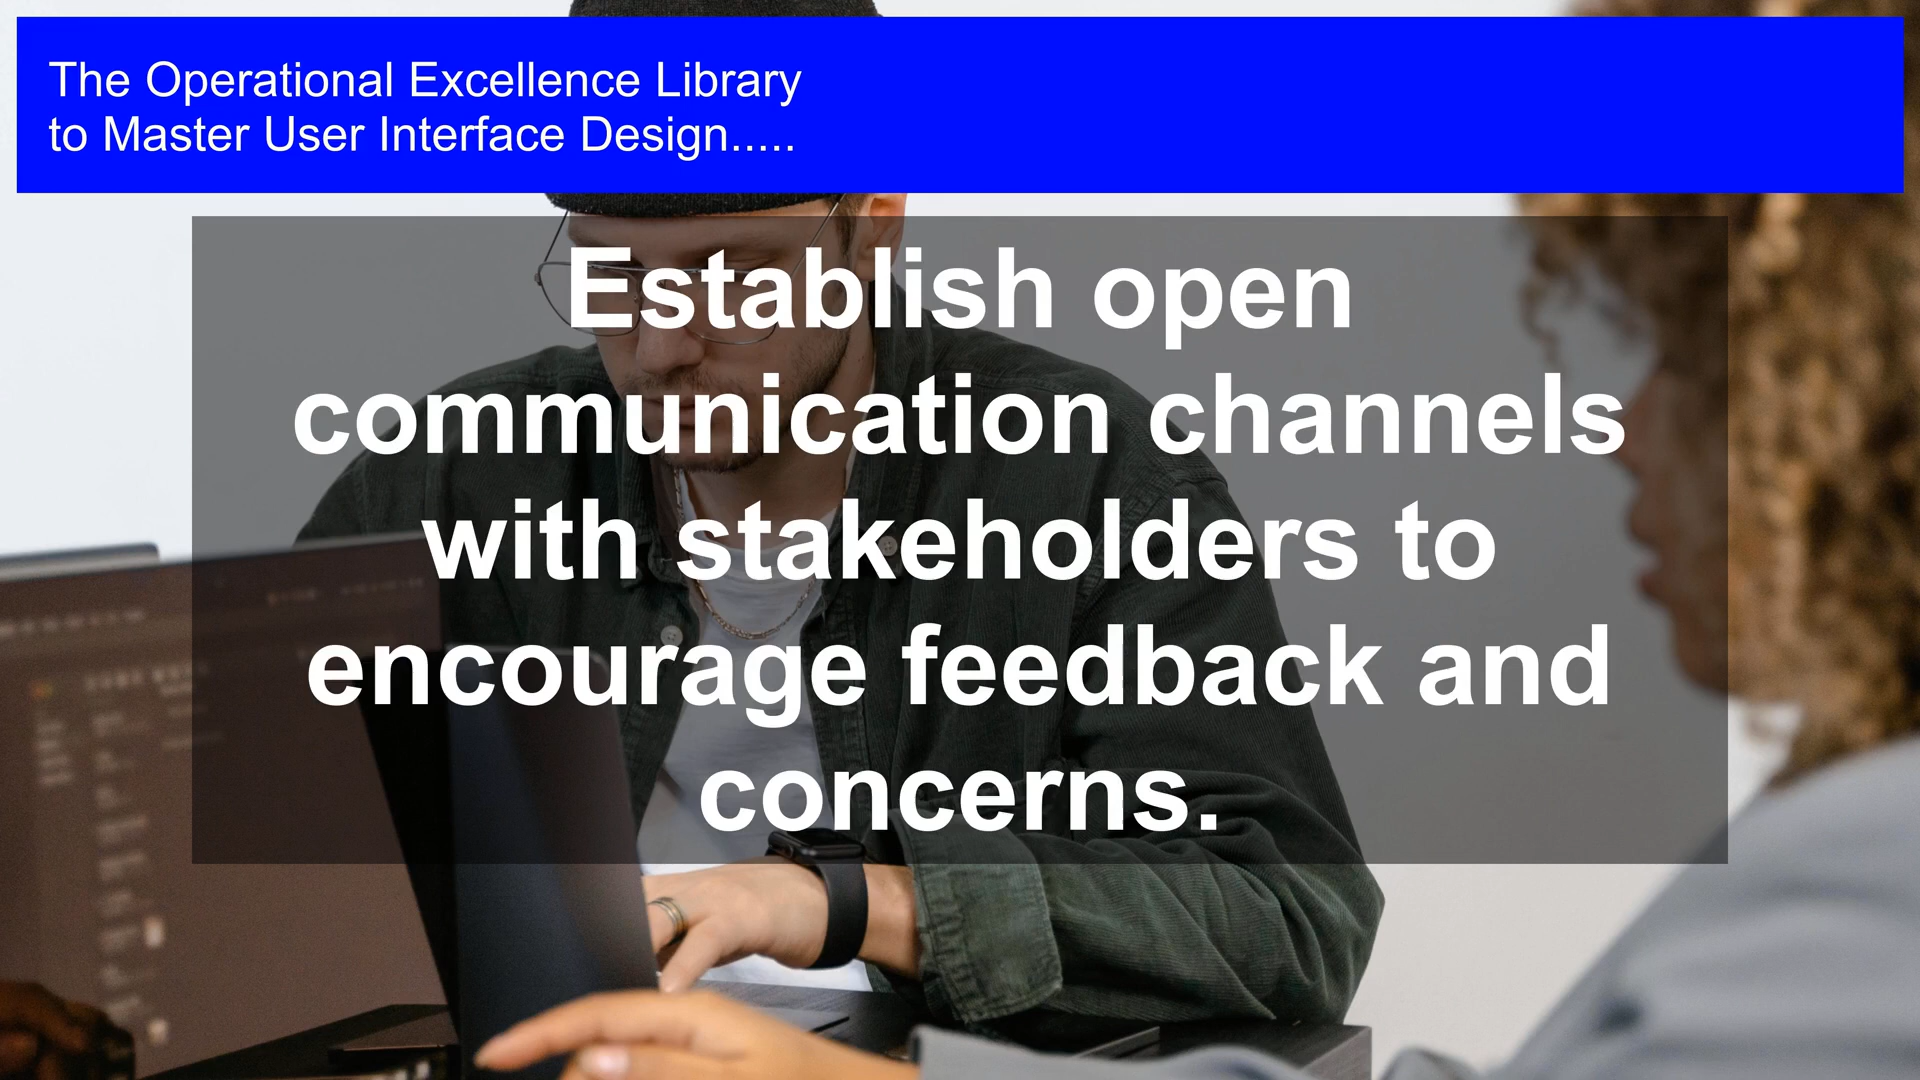 The Operational Excellence Library
to Master User Interface Design.....
Establish open
communication channels
with stakeholders to
encourage feedback and
concerns.